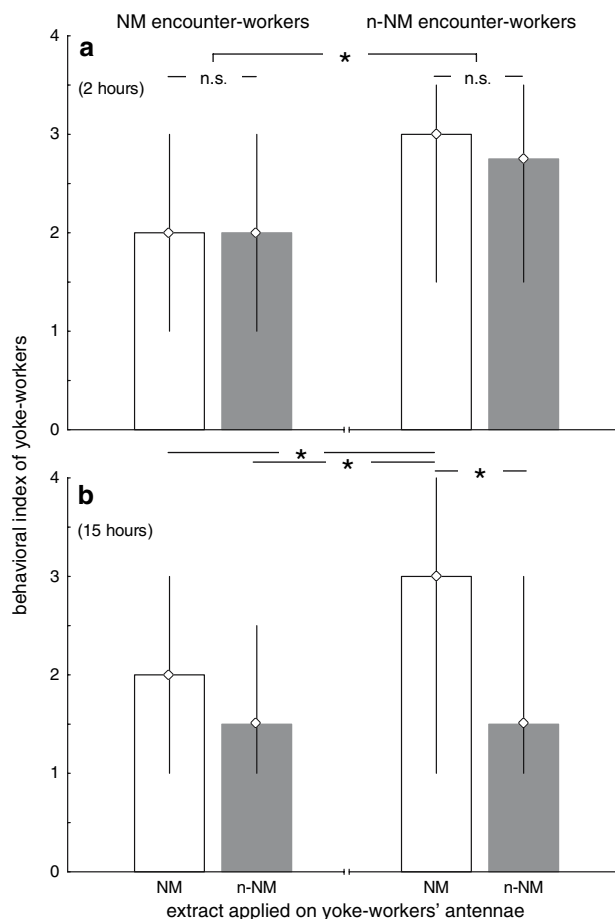 NM encounter-workers n-NM encounter-workers
a
*
(2 hours)
n.s. n.s.
4
3
2
1
0
* * *
b
(15 hours)
4
3
2
1
0
NM n-NM NM n-NM
extract applied on yoke-workers' antennae
behavioral index of yoke-workers